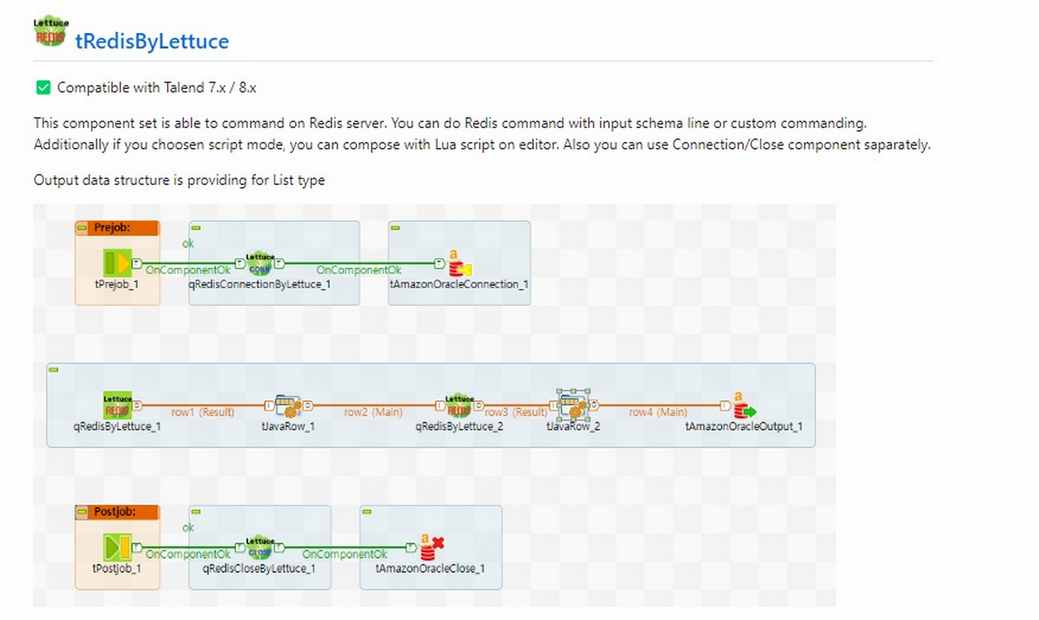 Lettuce
REDIS
tRedisByLettuce
Compatible with Talend 7.x / 8.x
This component set is able to command on Redis server. You can do Redis command with input schema line or custom commanding.
Additionally if you choosen script mode, you can compose with Lua script on editor. Also you can use Connection/Close component saparately.
Output data structure is providing for List type
Prejob:
ok
Lettuce
CONN
a
OnComponentOk
OnComponentOk
tPrejob_1
qRedisConnectionByLettuce_1
tAmazonOracleConnection_1
Lettuce
REDIS
Lettuce
REDIS
a
row1 (Result)
row2 (Main)
row3 (Result)
row4 (Main)
qRedisByLettuce_1
tJavaRow_1
qRedisByLettuce_2
tJavaRow_2
tAmazonOracleOutput_1
Postjob:
ok
Lettuce
CLOSE
a
OnComponentOk
OnComponentOk
tPostjob_1
qRedisCloseByLettuce_1
tAmazonOracleClose_1